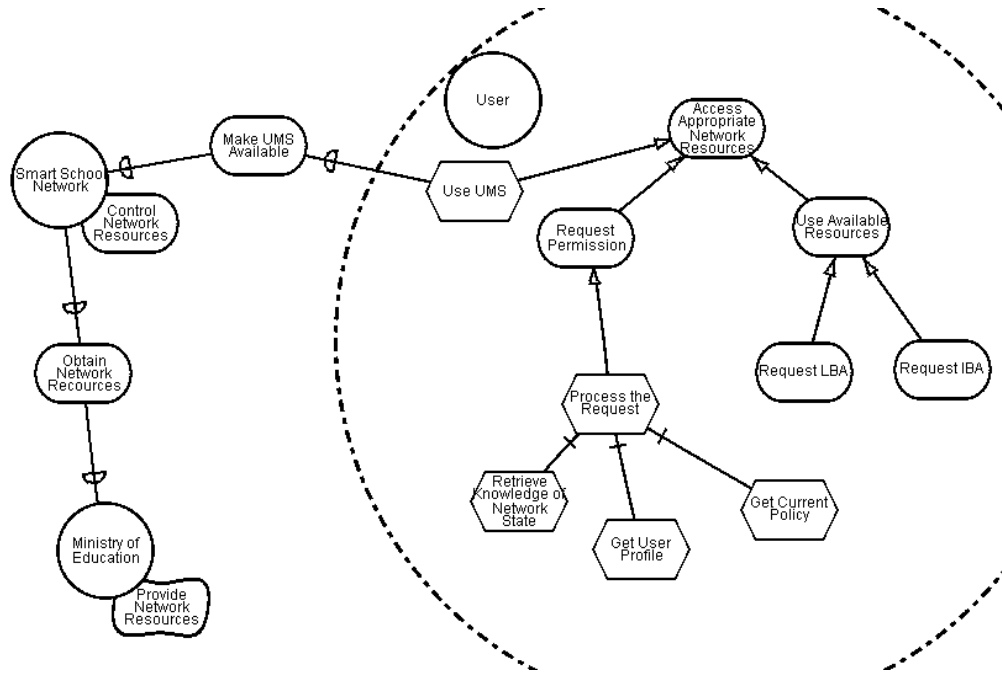 User
Access
Appropriate
Network
Resources
Make UMS
Available
Smart School
Network
Use UMS
Control
Network
Resources
Request
Permission
Use Available
Resources
Obtain
Network
Recources
Request LBA
Request IBA
Process the
Request
Retrieve
Knowledge of
Network
State
Get Current
Policy
Get User
Profile
Ministry of
Education
Provide
Network
Resources